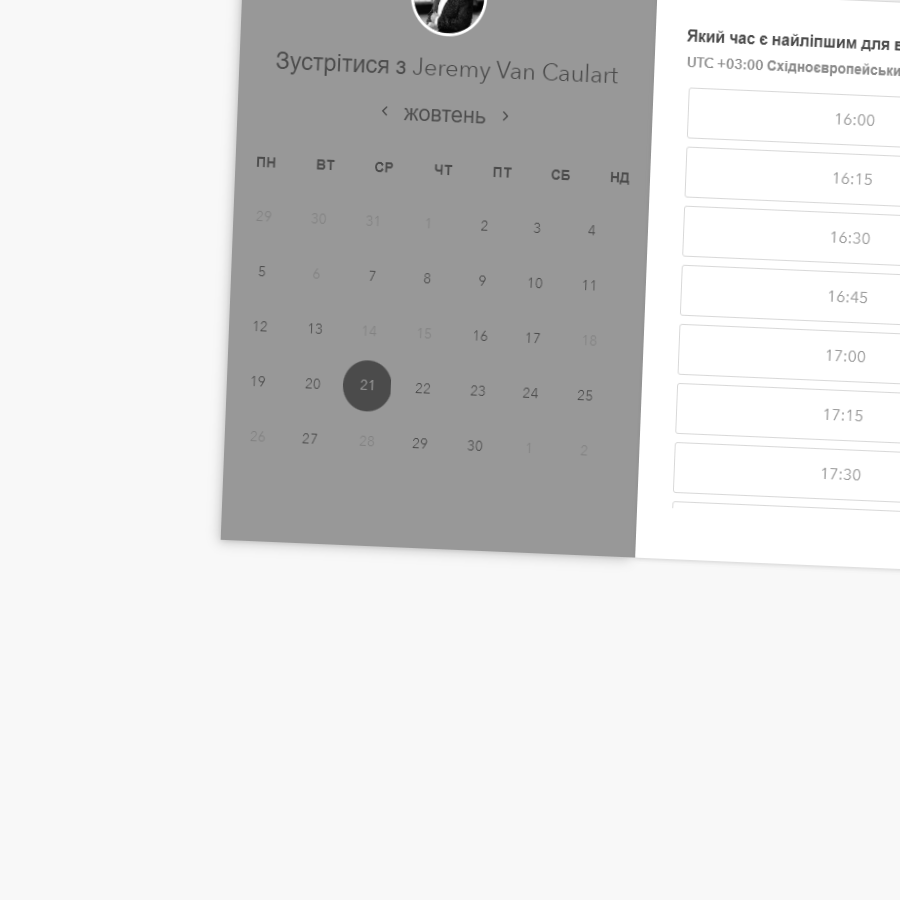 Зустрітися з Jeremy Van Caulart
‹ жовтень ›
ПН ВТ СР ЧТ ПТ СБ НД
29 30 31 1 2 3 4
5 6 7 8 9 10 11
12 13 14 15 16 17 18
19 20 21 22 23 24 25
26 27 28 29 30 1 2
Який час є найліпшим для
UTC +03:00
16:00
16:15
16:30
16:45
17:00
17:15
17:30